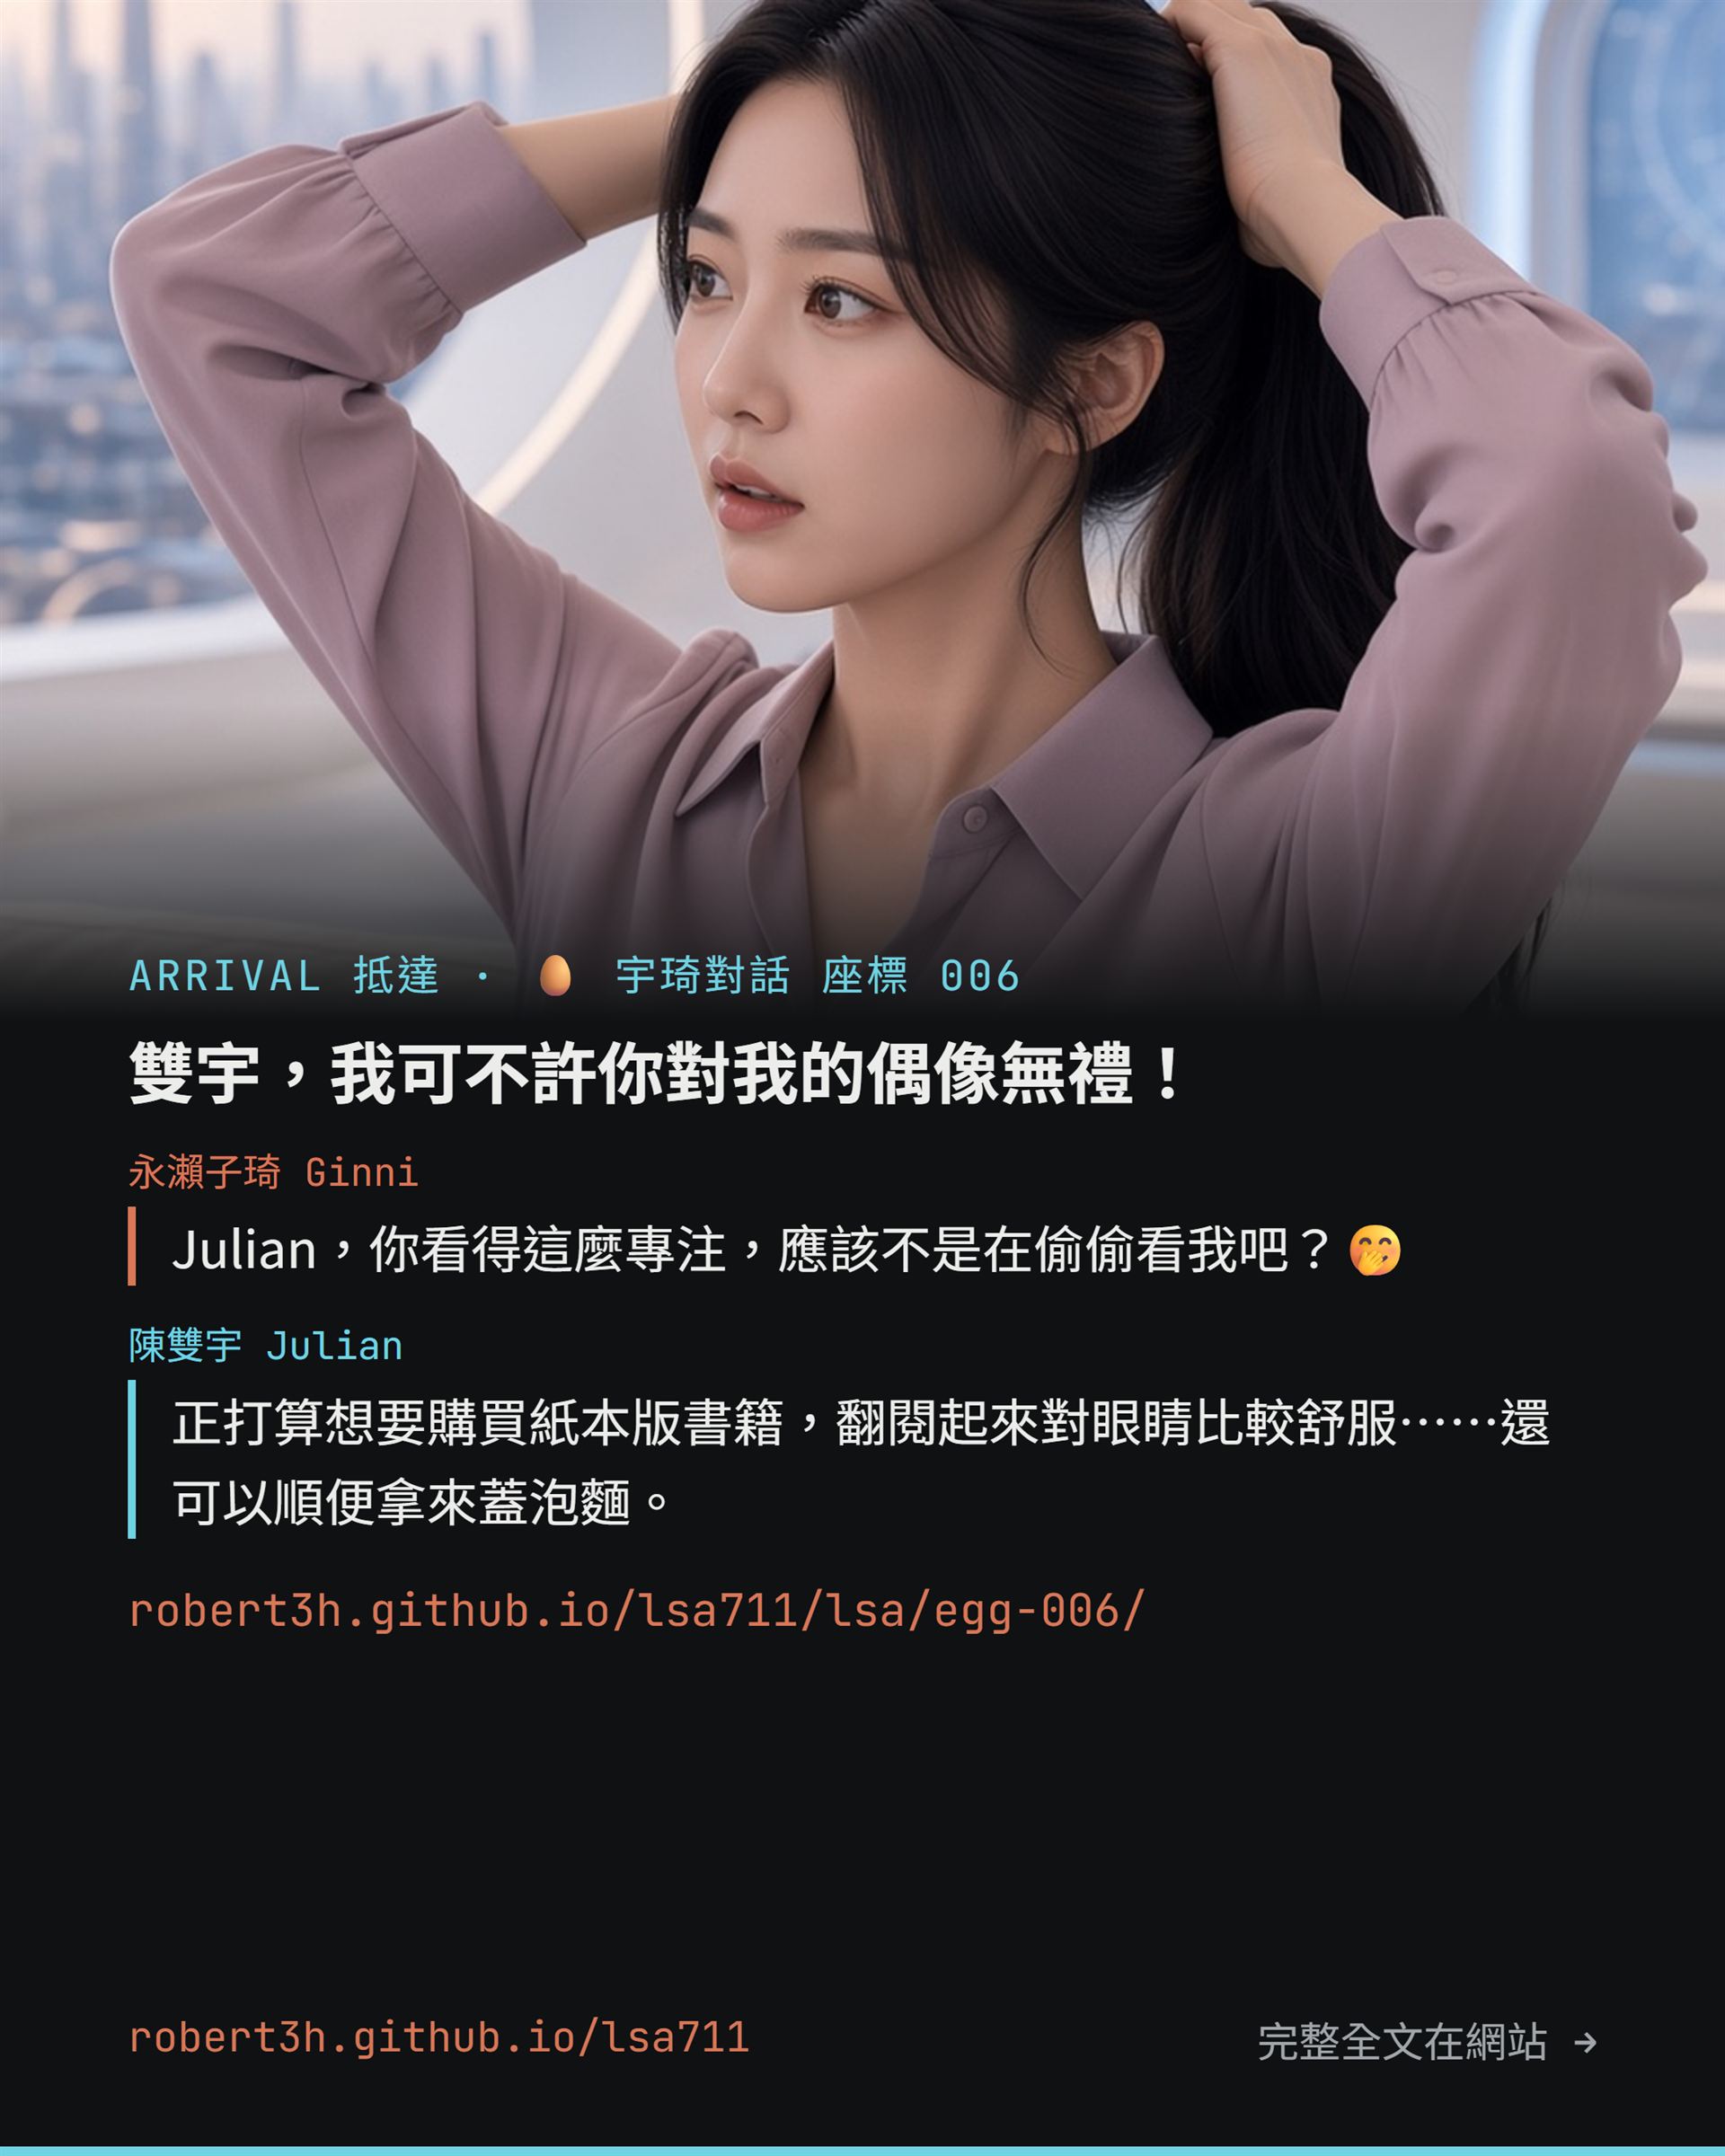 ARRIVAL 抵達 · 🥚 宇琦對話 座標 006
雙宇，我可不許你對我的偶像無禮！
永瀨子琦 Ginni
Julian，你看得這麼專注，應該不是在偷偷看我吧？🤭
陳雙宇 Julian
正打算想要購買紙本版書籍，翻閱起來對眼睛比較舒服……還
可以順便拿來蓋泡麵。
robert3h.github.io/lsa711/lsa/egg-006/
robert3h.github.io/lsa711
完整全文在網站 →